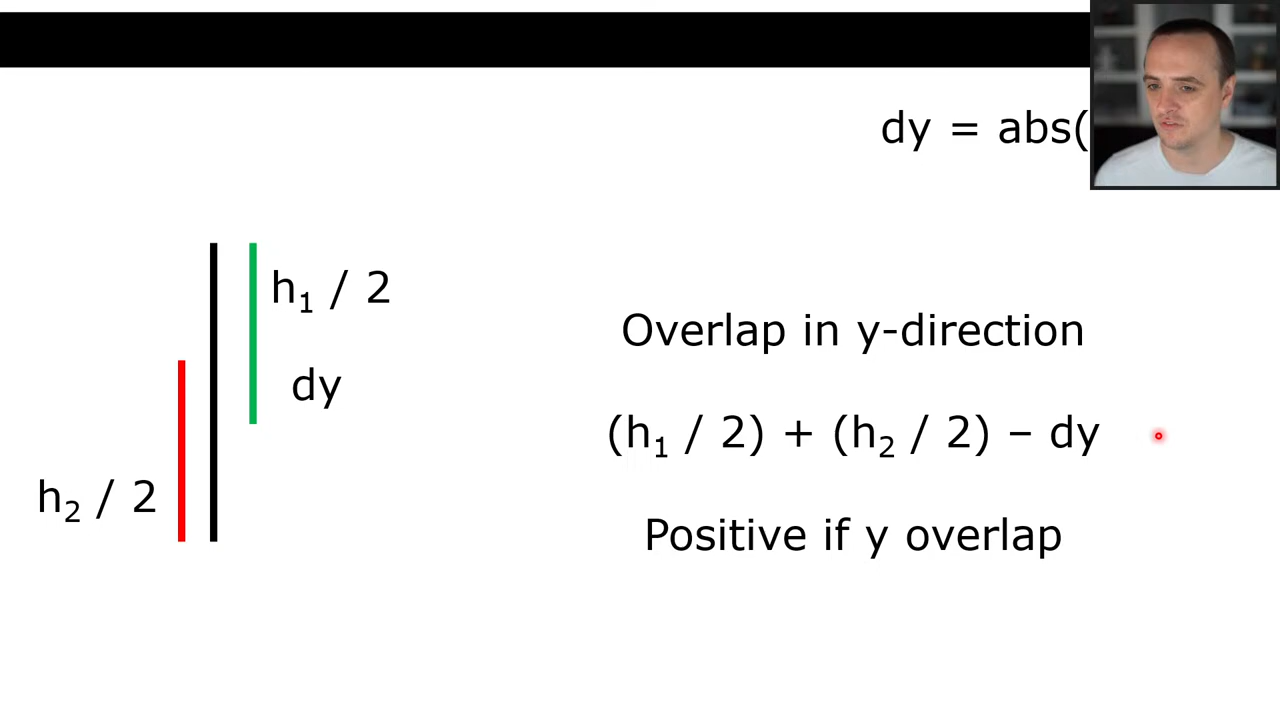 dy = abs(
h₁ / 2
Overlap in y-direction
dy
(h₁ / 2) + (h₂ / 2) – dy
h₂ / 2
Positive if y overlap